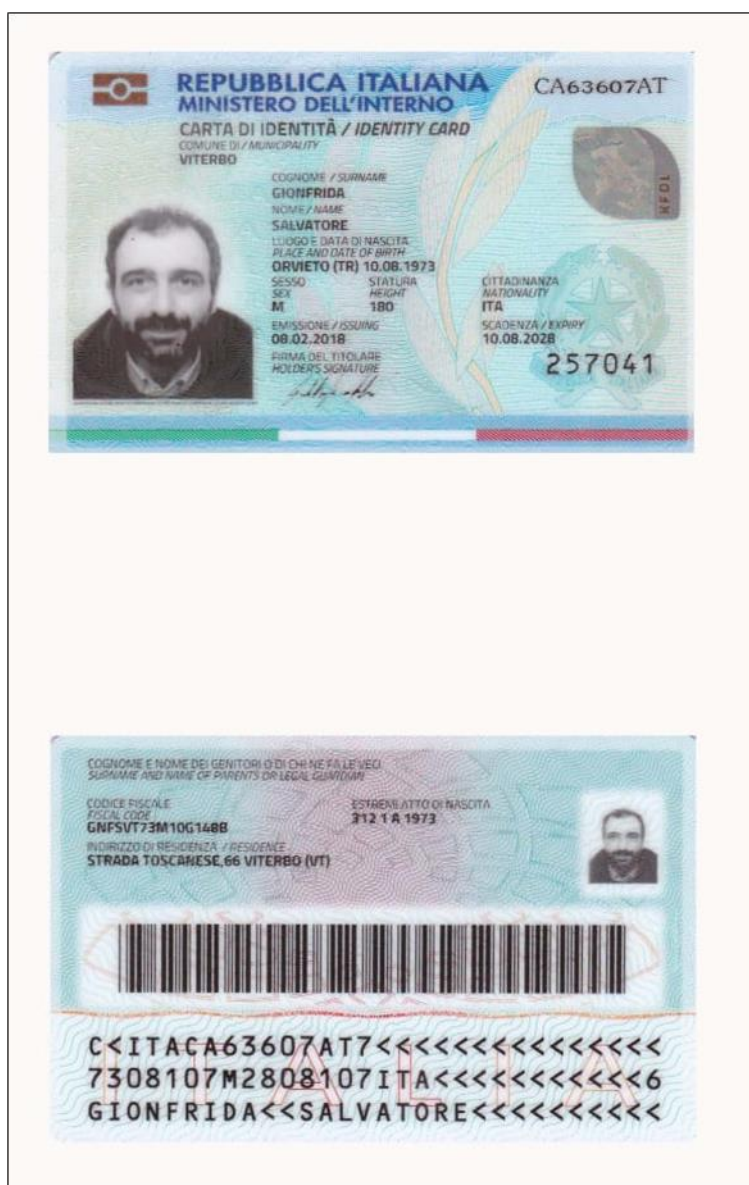 REPUBBLICA ITALIANA
MINISTERO DELL'INTERNO
CA63607AT
CARTA DI IDENTITÀ / IDENTITY CARD
COMUNE DI / MUNICIPALITY
VITERBO
COGNOME / SURNAME
GIONFRIDA
NOME / NAME
SALVATORE
LUOGO E DATA DI NASCITA
PLACE AND DATE OF BIRTH
ORVIETO (TR) 10.08.1973
SESSO STATURA CITTADINANZA
SEX HEIGHT NATIONALITY
M 180 ITA
EMISSIONE / ISSUING SCADENZA / EXPIRY
08.02.2018 10.08.2028
FIRMA DEL TITOLARE
HOLDER'S SIGNATURE
257041
COGNOME E NOME DEI GENITORI O DI CHI NE FA LE VECI
SURNAME AND NAME OF PARENTS OR LEGAL GUARDIAN
CODICE FISCALE ESTREMI ATTO DI NASCITA
FISCAL CODE
GNFSVT73M10G148B 312 1 A 1973
INDIRIZZO DI RESIDENZA / RESIDENCE
STRADA TOSCANESE,66 VITERBO (VT)
ITALIA
C<ITACA63607AT7<<<<<<<<<<<<<<<
7308107M2808107ITA<<<<<<<<<<<6
GIONFRIDA<<SALVATORE<<<<<<<<<<